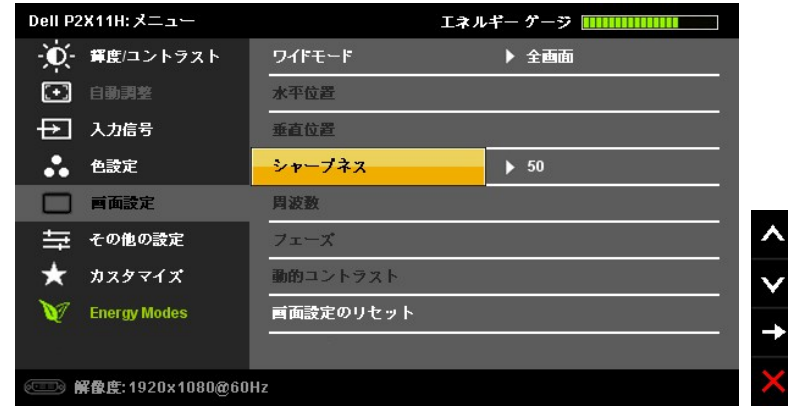 Dell P2X11H: メニュー エネルギー ゲージ
輝度/コントラスト ワイドモード 全画面
自動調整 水平位置
入力信号 垂直位置
色設定 シャープネス 50
画面設定 周波数
その他の設定 フェーズ
カスタマイズ 動的コントラスト
Energy Modes 画面設定のリセット
解像度: 1920x1080@60Hz